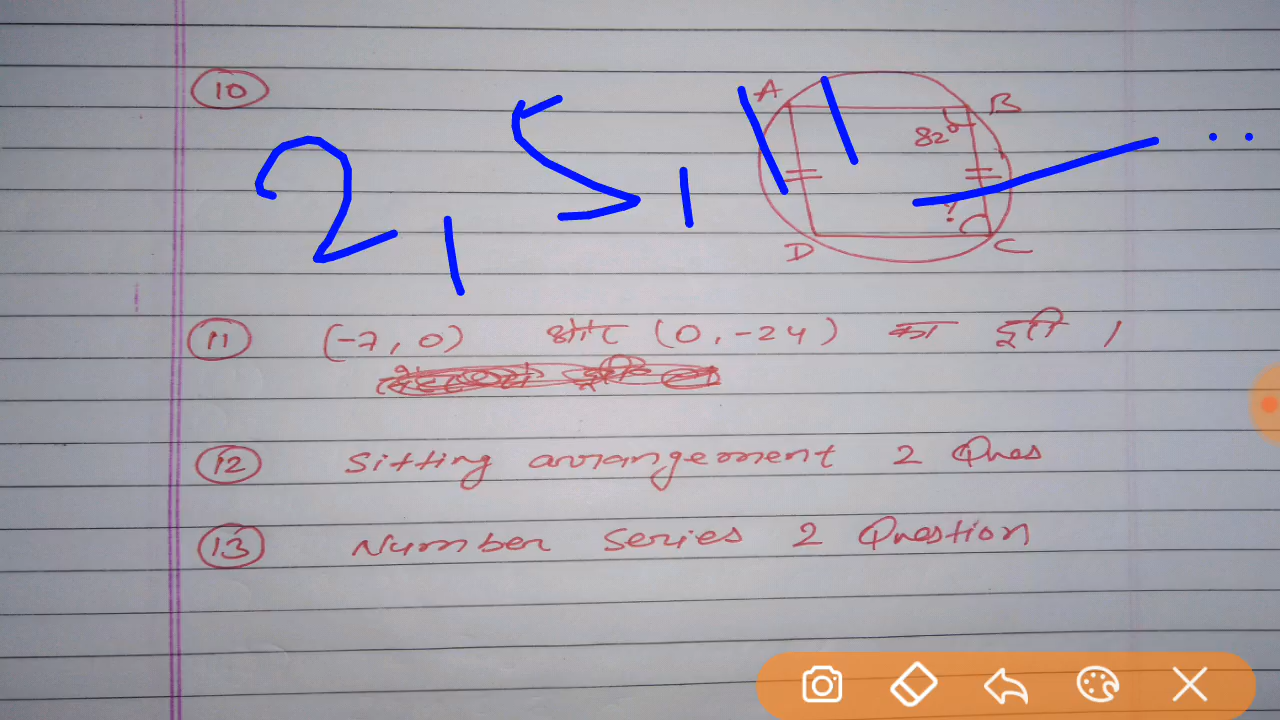 10
A B
82°
?
D C
2, 5, 11
11 (-7, 0) और (0, -24) का दूरी ।
12 Sitting arrangement 2 Ques
13 Number Series 2 Question